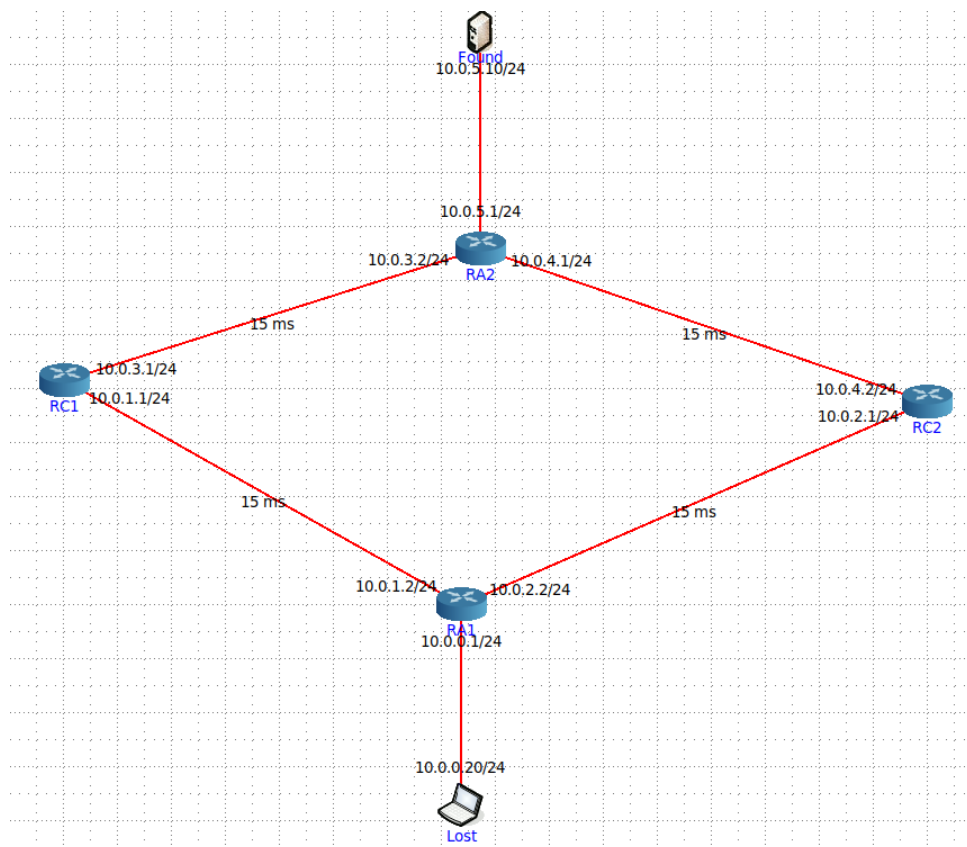 Found
10.0.5.10/24
10.0.5.1/24
10.0.3.2/24
10.0.4.1/24
RA2
15 ms
15 ms
10.0.3.1/24
10.0.1.1/24
RC1
10.0.4.2/24
10.0.2.1/24
RC2
15 ms
15 ms
10.0.1.2/24
10.0.2.2/24
RA1
10.0.0.1/24
10.0.0.20/24
Lost